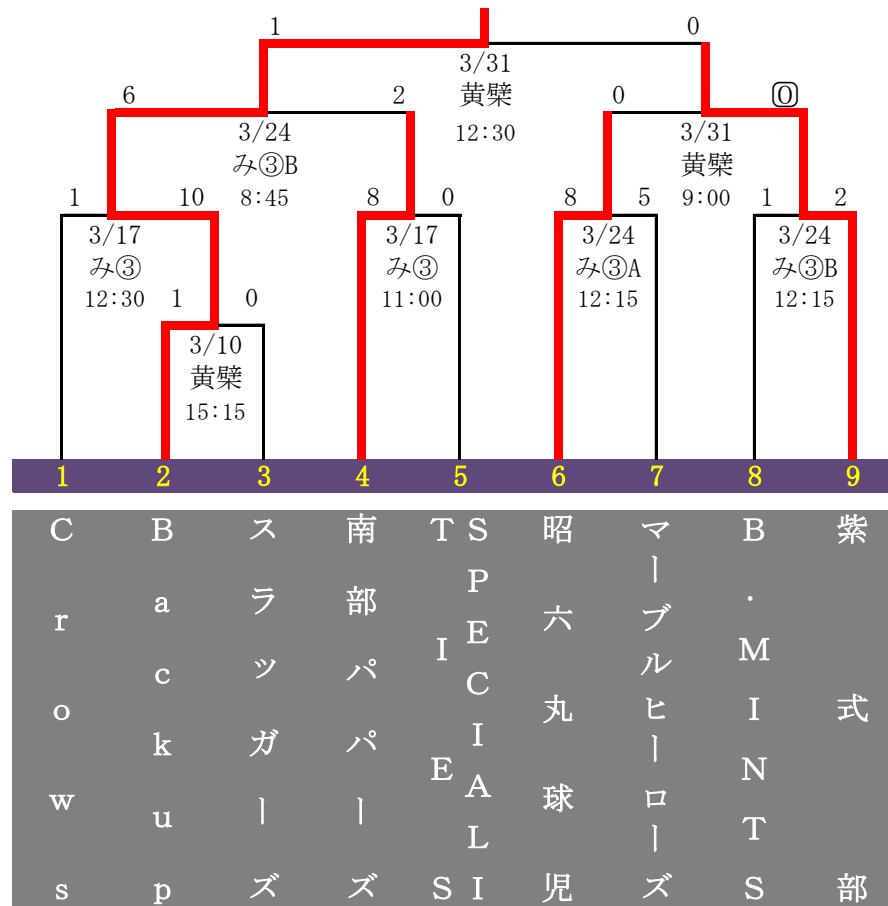 1 0
3/31
黄檗
12:30
6 2 0 0
3/24
み③B
8:45
3/31
黄檗
9:00
1 10 8 0 8 5 1 2
3/17
み③
12:30
3/17
み③
11:00
3/24
み③A
12:15
3/24
み③B
12:15
1 0
3/10
黄檗
15:15
1 2 3 4 5 6 7 8 9
Crows
Backup
スラッガーズ
南部パパーズ
SPECIALI
TIES
昭六丸球児
マーブルヒーローズ
B.MINTS
紫式部